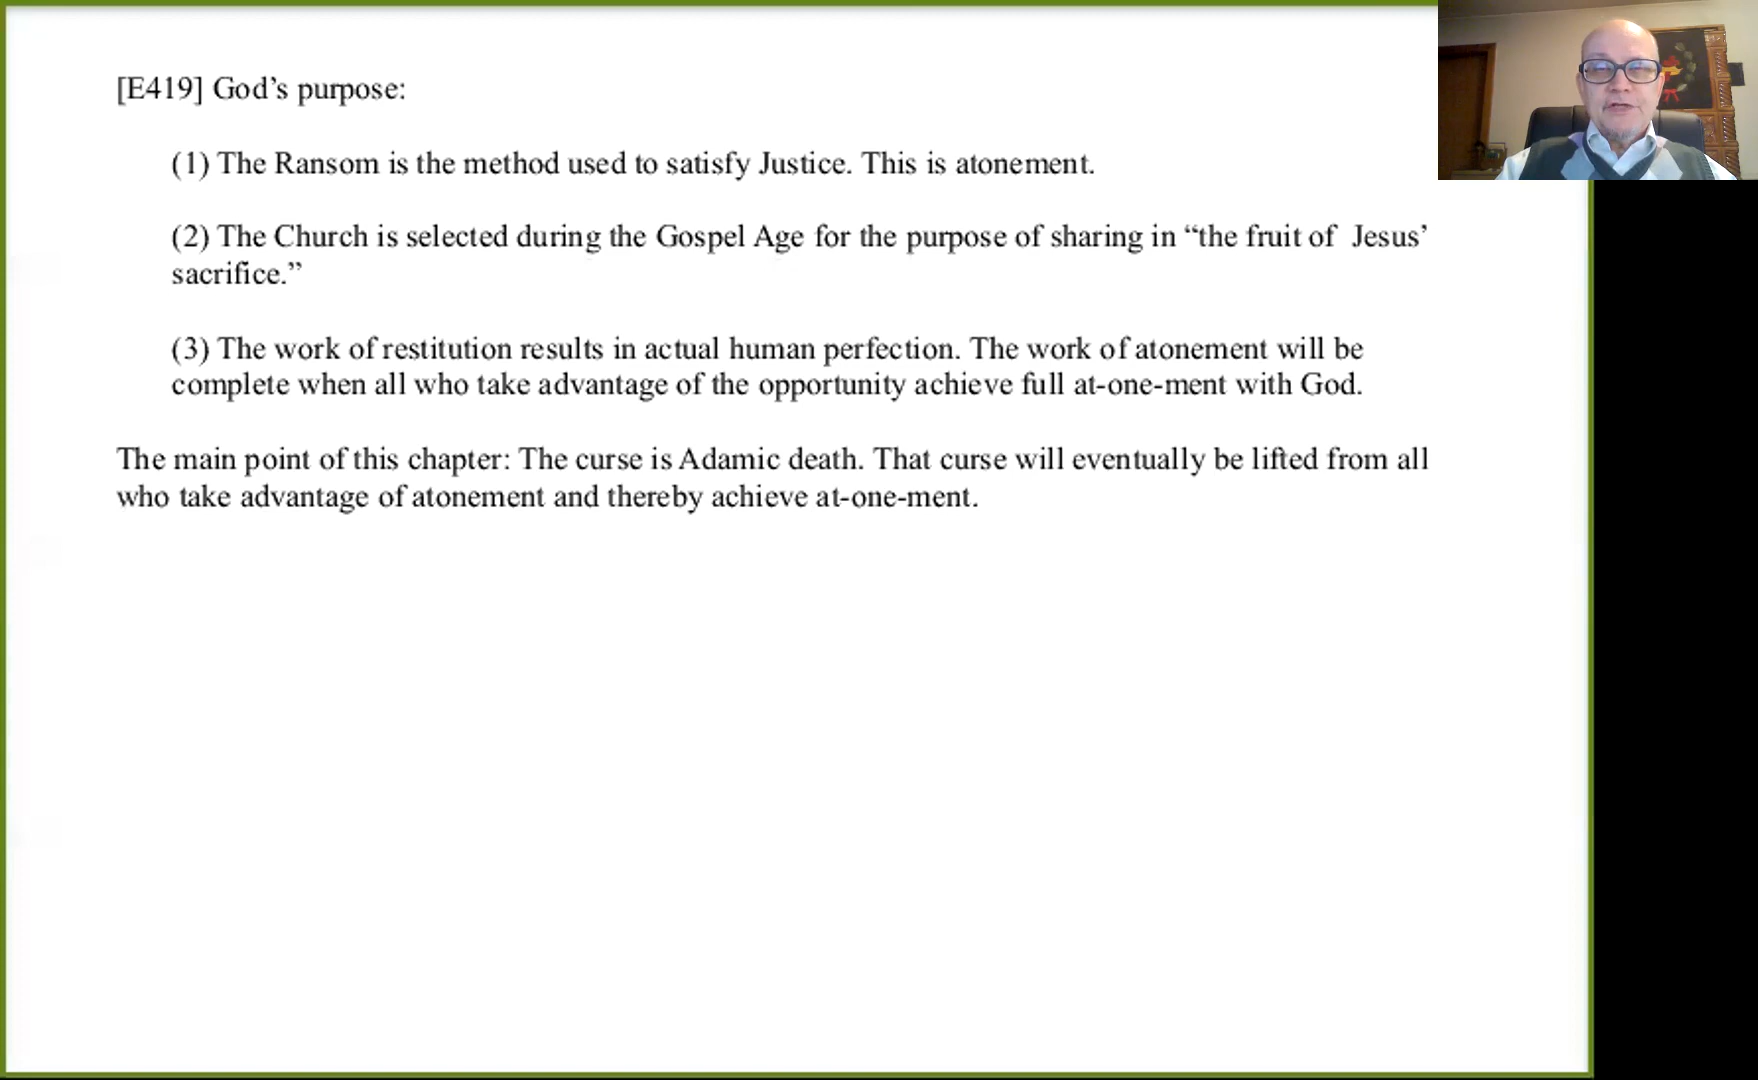 [E419] God’s purpose:
(1) The Ransom is the method used to satisfy Justice. This is atonement.
(2) The Church is selected during the Gospel Age for the purpose of sharing in “the fruit of Jesus’
sacrifice.”
(3) The work of restitution results in actual human perfection. The work of atonement will be
complete when all who take advantage of the opportunity achieve full at-one-ment with God.
The main point of this chapter: The curse is Adamic death. That curse will eventually be lifted from all
who take advantage of atonement and thereby achieve at-one-ment.